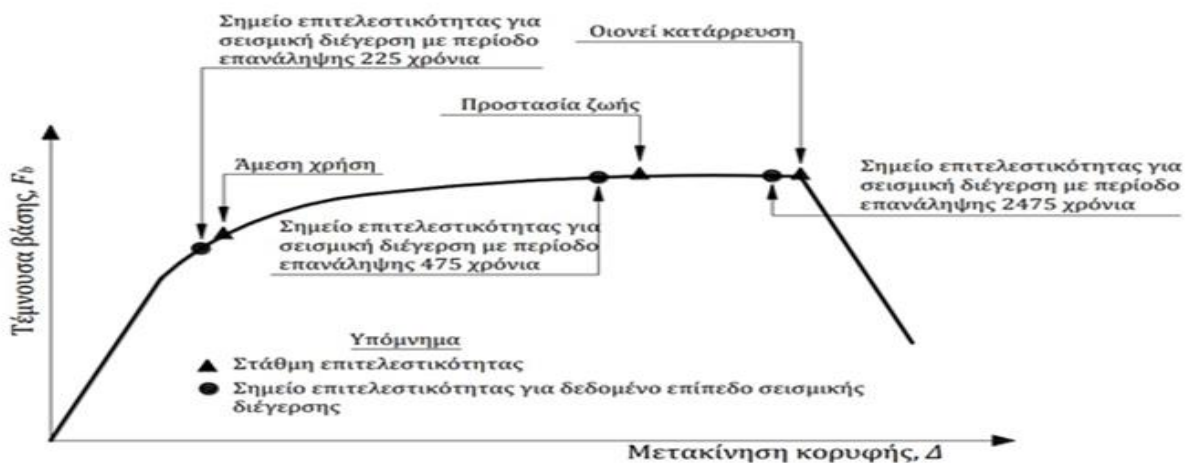 Σημείο επιτελεστικότητας για
σεισμική διέγερση με περίοδο
επανάληψης 225 χρόνια
Οιονεί κατάρρευση
Προστασία ζωής
Άμεση χρήση
Σημείο επιτελεστικότητας για
σεισμική διέγερση με περίοδο
επανάληψης 2475 χρόνια
Σημείο επιτελεστικότητας για
σεισμική διέγερση με περίοδο
επανάληψης 475 χρόνια
Τέμνουσα βάσης, Fb
Υπόμνημα
Στάθμη επιτελεστικότητας
Σημείο επιτελεστικότητας για δεδομένο επίπεδο σεισμικής
διέγερσης
Μετακίνηση κορυφής, Δ